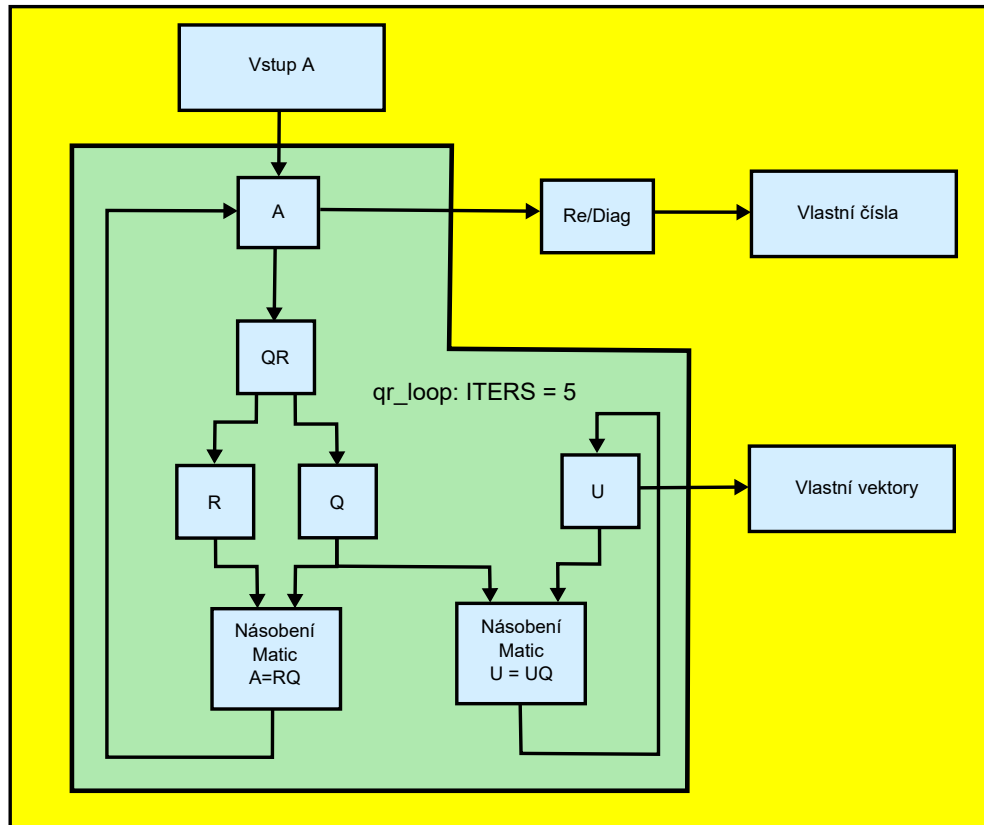 Vstup A
A
Re/Diag
Vlastní čísla
QR
qr_loop: ITERS = 5
R
Q
U
Vlastní vektory
Násobení
Matic
A=RQ
Násobení
Matic
U = UQ